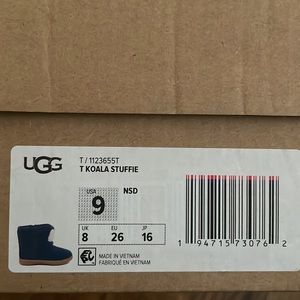 UGG
T / 1123655T
T KOALA STUFFIE
USA
9
NSD
UK
8
EU
26
JP
16
MADE IN VIETNAM
FABRIQUÉ EN VIETNAM
1 94715 73076 2